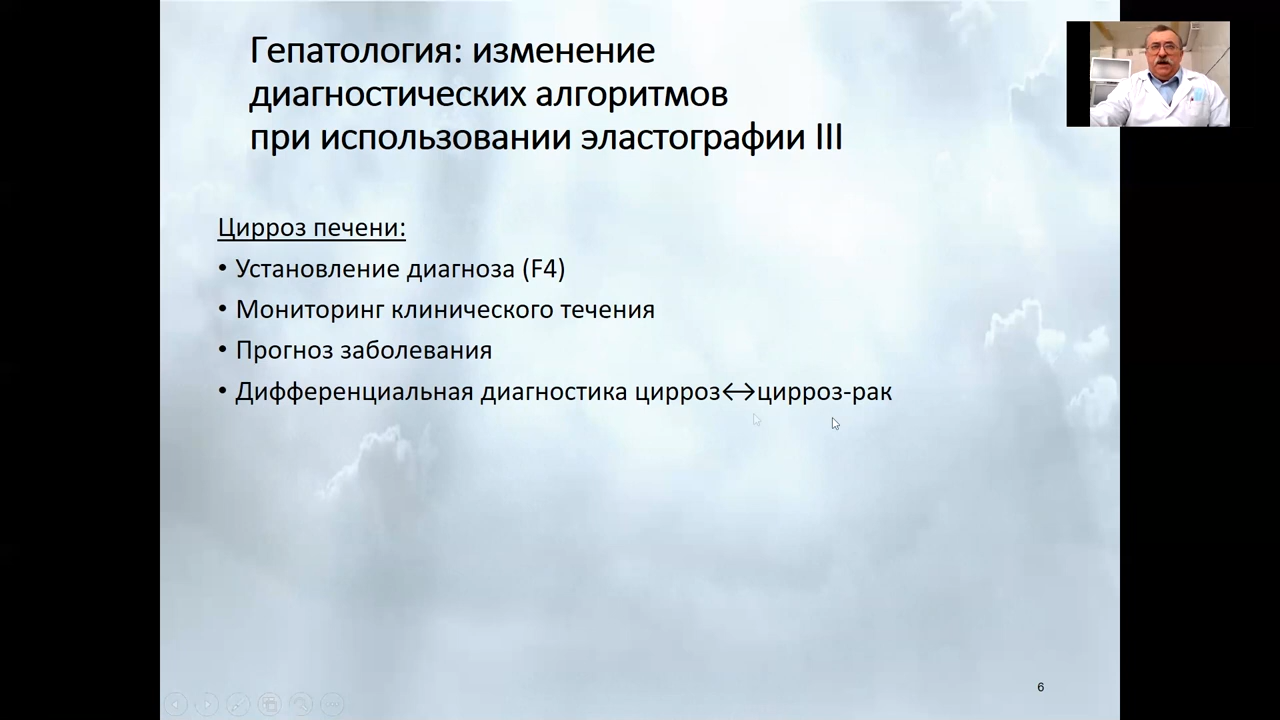 Гепатология: изменение
диагностических алгоритмов
при использовании эластографии III
Цирроз печени:
• Установление диагноза (F4)
• Мониторинг клинического течения
• Прогноз заболевания
• Дифференциальная диагностика цирроз↔цирроз-рак
6